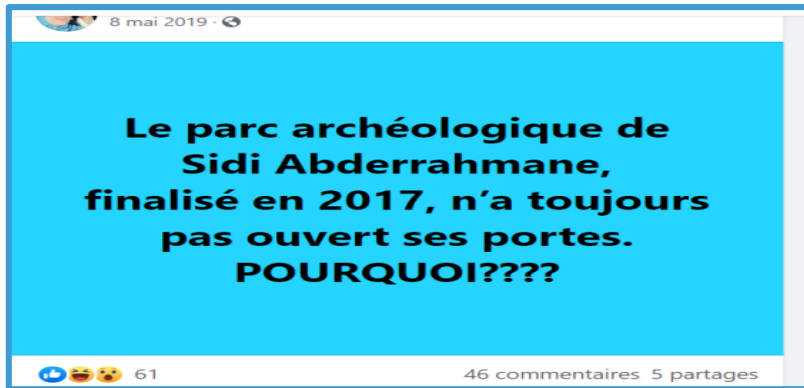 8 mai 2019 ·
Le parc archéologique de
Sidi Abderrahmane,
finalisé en 2017, n’a toujours
pas ouvert ses portes.
POURQUOI????
61
46 commentaires 5 partages